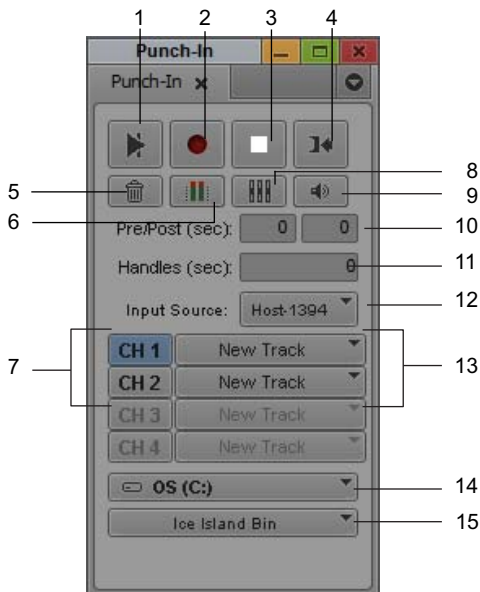 1 2 3 4
Punch-In
Punch-In
5
6
8
9
Pre/Post (sec): 0 0
10
Handles (sec): 0
11
Input Source: Host-1394
12
7
13
CH 1 New Track
CH 2 New Track
CH 3 New Track
CH 4 New Track
OS (C:)
14
Ice Island Bin
15